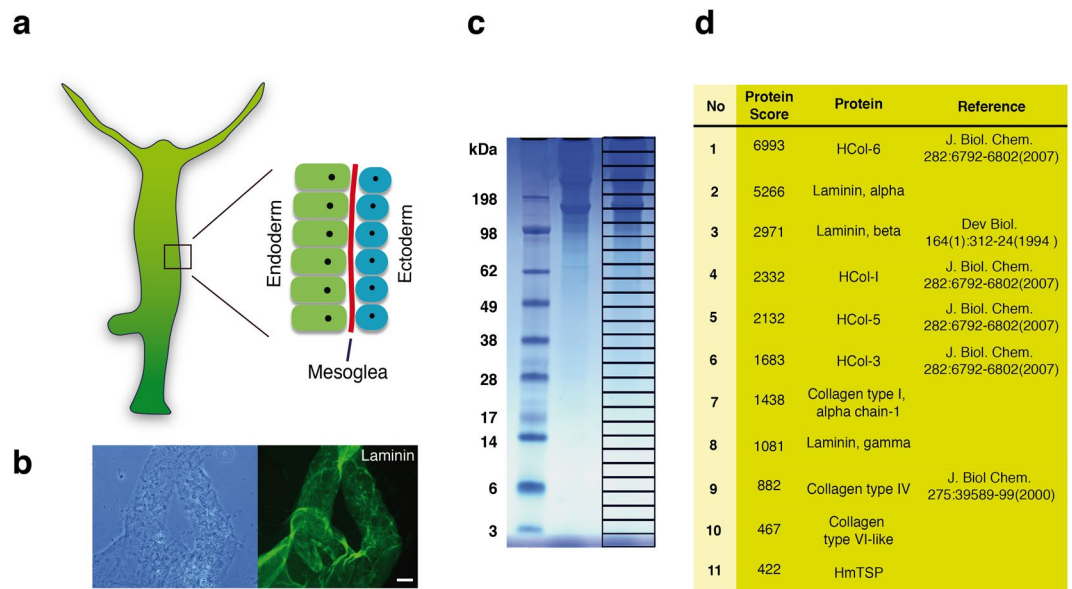 a
Endoderm
Ectoderm
Mesoglea
b
Laminin
c
kDa
198
98
62
49
38
28
17
14
6
3
d
No Protein Score Protein Reference
1 6993 HCol-6 J. Biol. Chem.
282:6792-6802(2007)
2 5266 Laminin, alpha
3 2971 Laminin, beta Dev Biol.
164(1):312-24(1994 )
4 2332 HCol-I J. Biol. Chem.
282:6792-6802(2007)
5 2132 HCol-5 J. Biol. Chem.
282:6792-6802(2007)
6 1683 HCol-3 J. Biol. Chem.
282:6792-6802(2007)
7 1438 Collagen type I,
alpha chain-1
8 1081 Laminin, gamma
9 882 Collagen type IV J. Biol Chem.
275:39589-99(2000)
10 467 Collagen
type VI-like
11 422 HmTSP